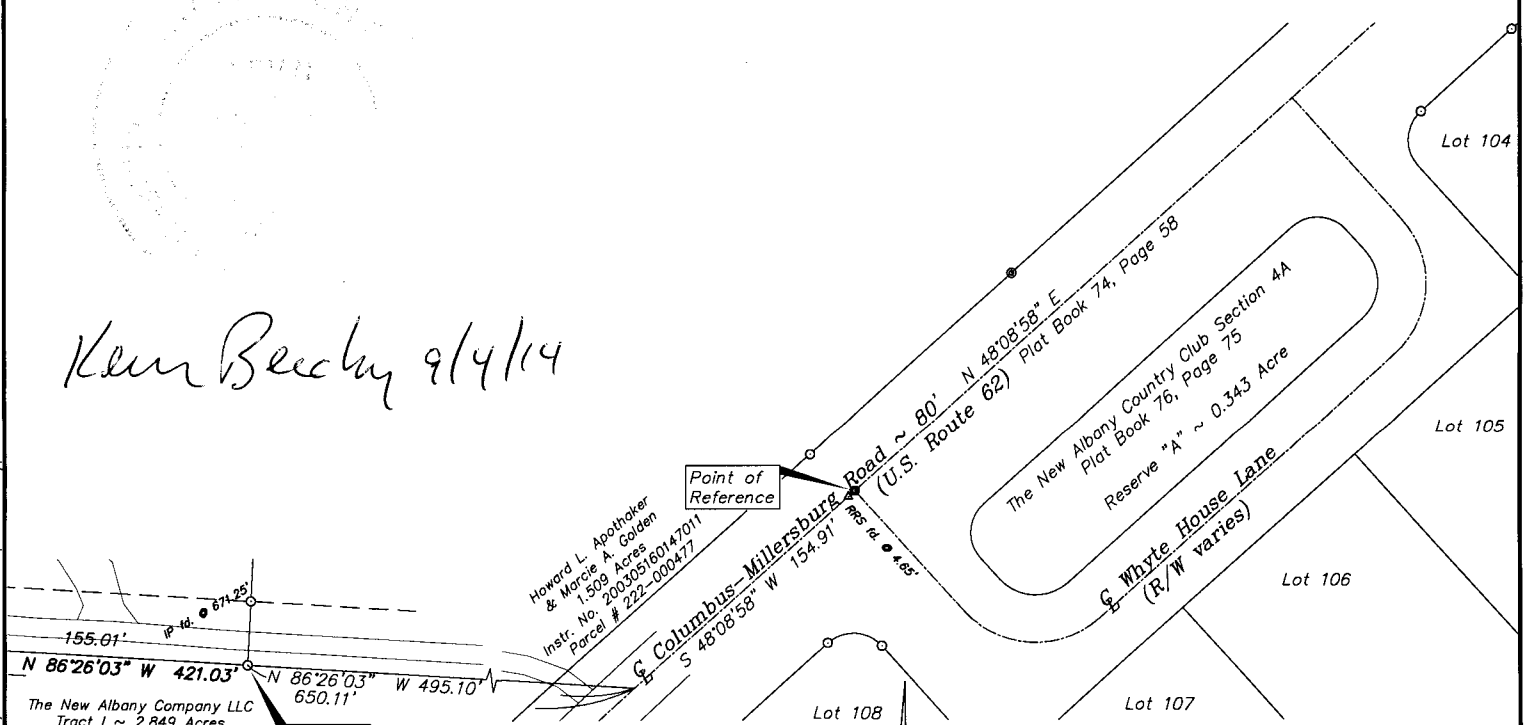 Lot 104
Kevin Beechy 9/4/14
N 48°08'58" E
Plat Book 74, Page 58
℄ Columbus-Millersburg Road ~ 80'
(U.S. Route 62)
S 48°08'58" W 154.91'
The New Albany Country Club Section 4A
Plat Book 76, Page 75
Reserve "A" ~ 0.343 Acre
Lot 105
Point of
Reference
RRS fd. @ 4.65'
℄ Whyte House Lane
(R/W varies)
Howard L. Apothaker
& Marcie A. Golden
1.509 Acres
Instr. No. 200305160147011
Parcel # 222-000477
Lot 106
IP fd. @ 671.25'
155.01'
N 86°26'03" W 421.03'
N 86°26'03" W 495.10'
650.11'
The New Albany Company LLC
Tract I ~ 2.849 Acres
Lot 108
Lot 107